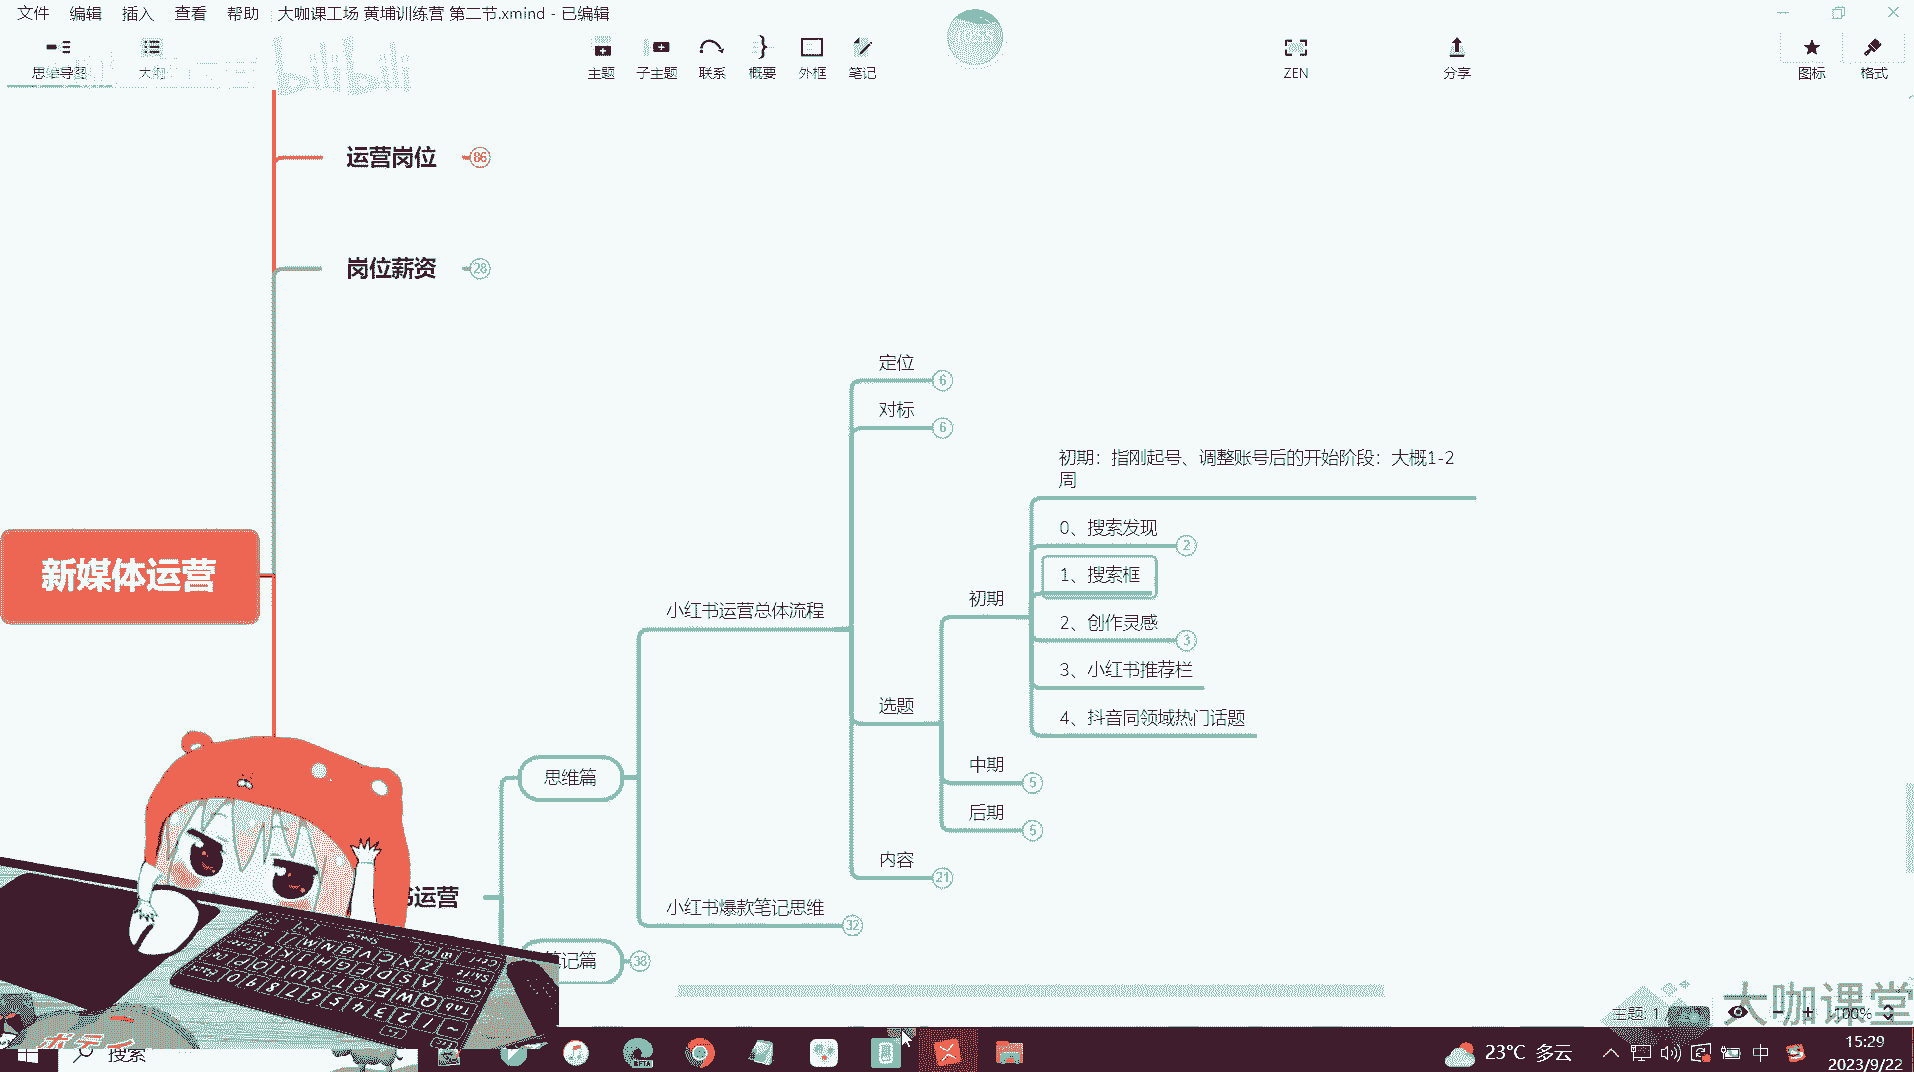 文件 编辑 插入 查看 帮助 大咖课工场 黄埔训练营 第二节.xmind - 已编辑
思维导图 大纲 主题 子主题 联系 概要 外框 笔记 ZEN 分享 图标 格式
bilibili
运营岗位 86
岗位薪资 28
定位 6
对标 6
初期：指刚起号、调整账号后的开始阶段：大概1-2
周
0、搜索发现 2
1、搜索框
新媒体运营
初期
小红书运营总体流程
2、创作灵感 3
3、小红书推荐栏
选题
4、抖音同领域热门话题
中期 5
思维篇
后期 5
内容 21
书运营
小红书爆款笔记思维 32
笔记篇 38
大咖课堂
主题: 1
100%
搜索
23°C 多云
中
15:29
2023/9/22